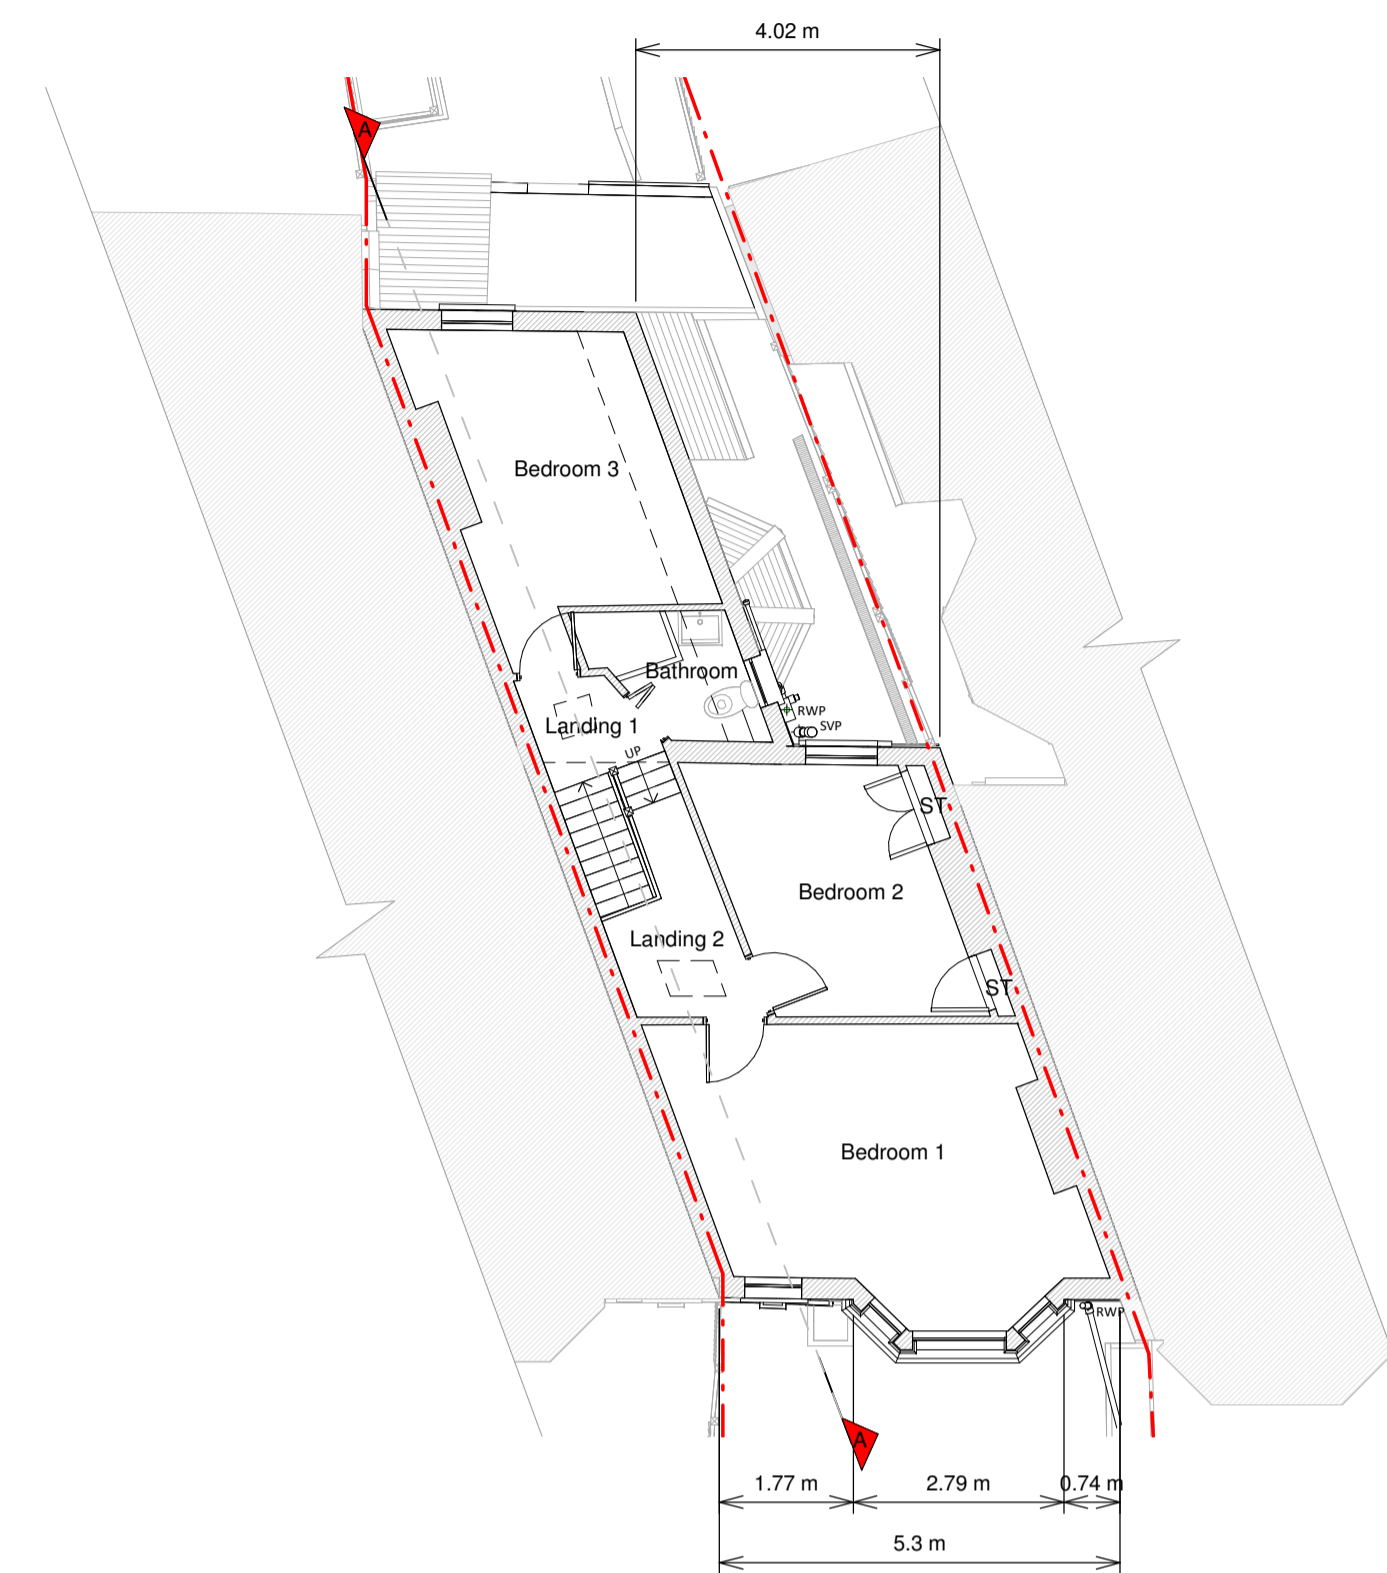 4.02 m
A
Bedroom 3
Bathroom
RWP
Landing 1
SVP
UP
ST
Bedroom 2
Landing 2
ST
Bedroom 1
RWP
A
1.77 m
2.79 m
0.74 m
5.3 m